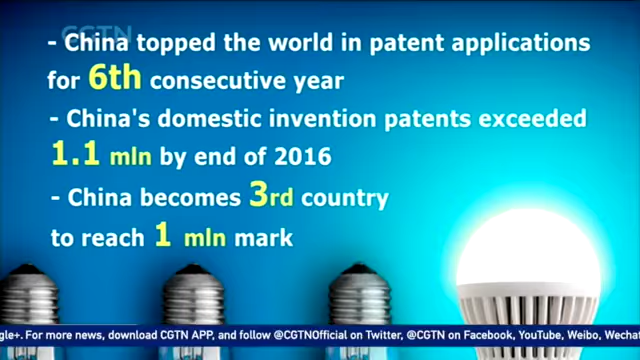 CGTN
- China topped the world in patent applications
for 6th consecutive year
- China's domestic invention patents exceeded
1.1 mln by end of 2016
- China becomes 3rd country
to reach 1 mln mark
gle+. For more news, download CGTN APP, and follow @CGTNOfficial on Twitter, @CGTN on Facebook, YouTube, Weibo, Wechat